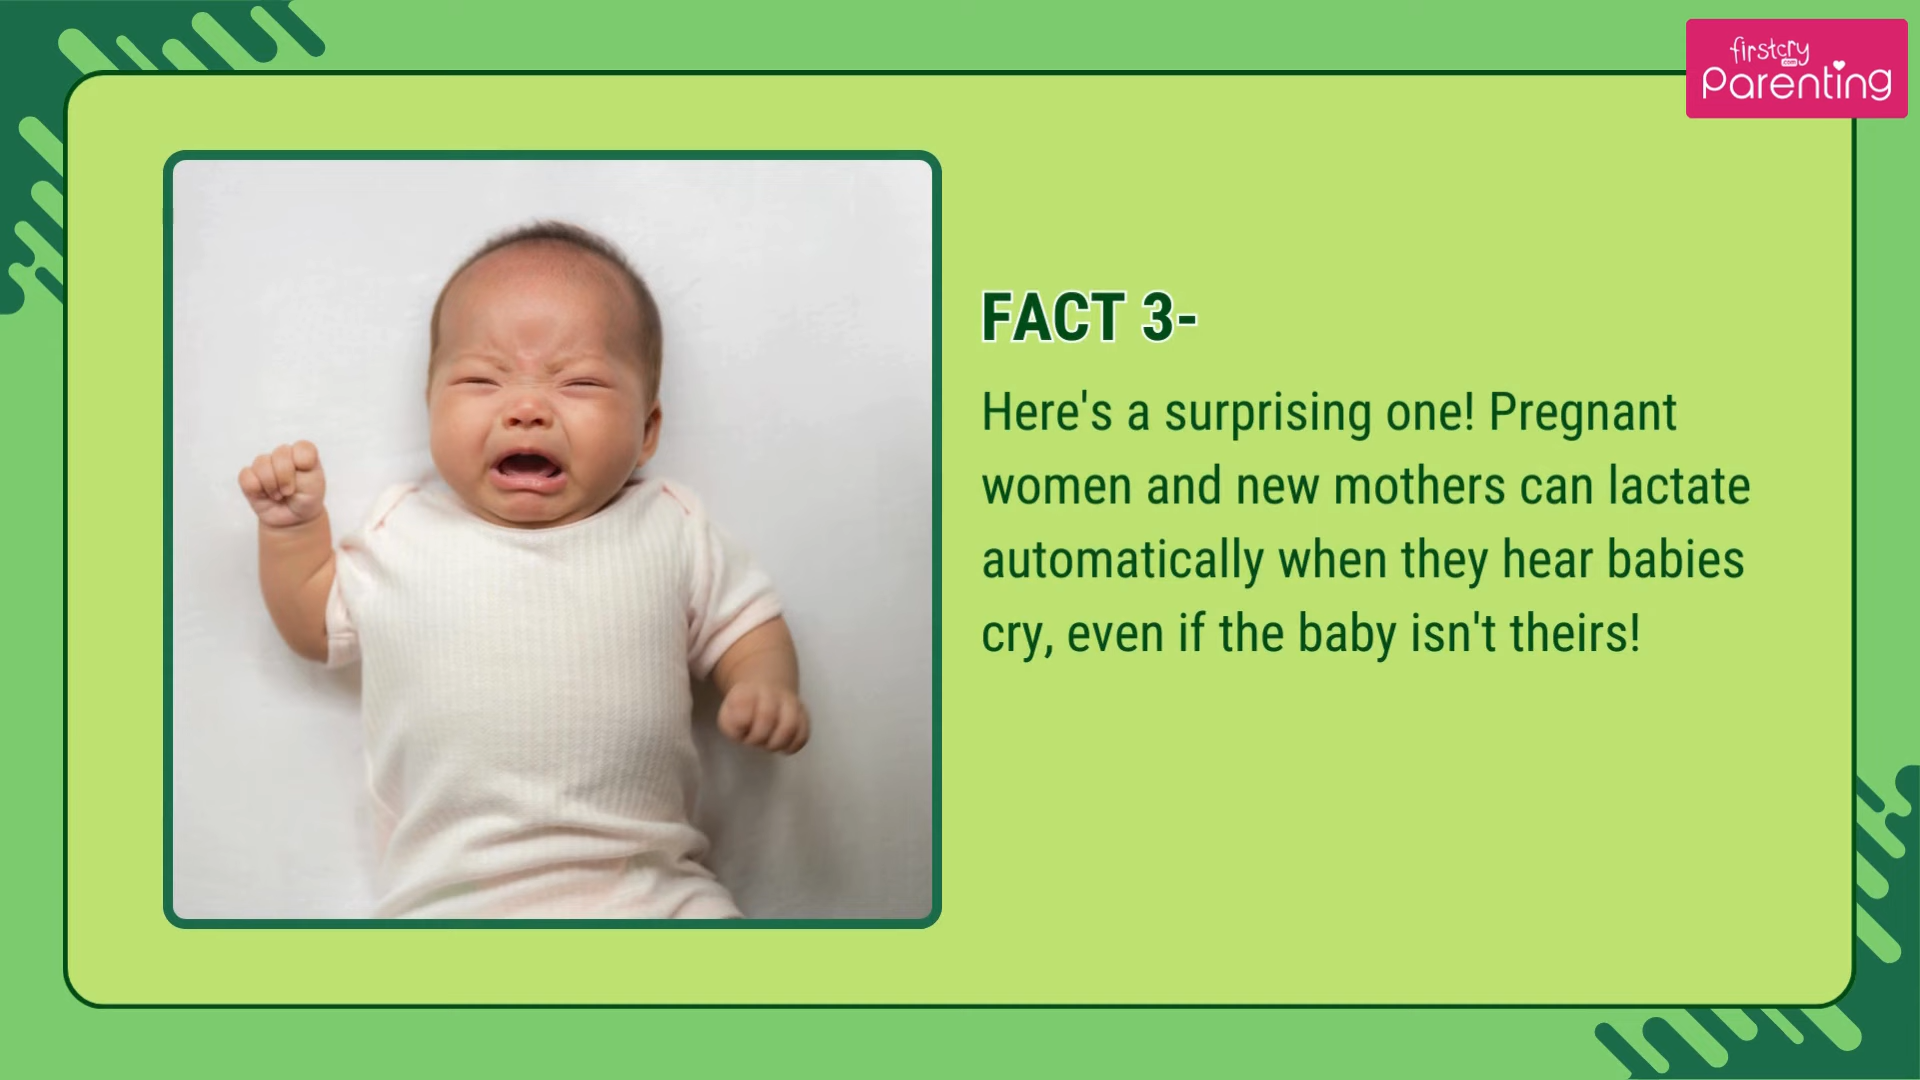 firstcry
.com
Parenting
FACT 3-
Here's a surprising one! Pregnant
women and new mothers can lactate
automatically when they hear babies
cry, even if the baby isn't theirs!